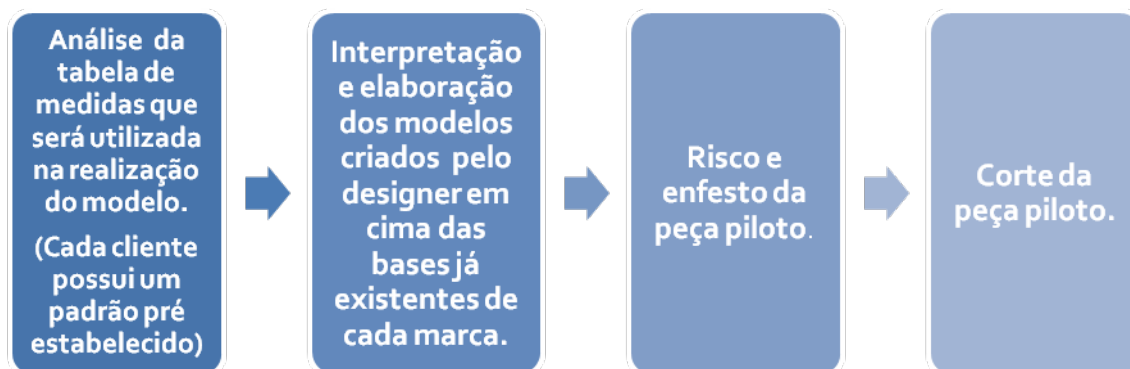 Análise da
tabela de
medidas que
será utilizada
na realização
do modelo.
(Cada cliente
possui um
padrão pré
estabelecido)
Interpretação
e elaboração
dos modelos
criados pelo
designer em
cima das
bases já
existentes de
cada marca.
Risco e
enfesto da
peça piloto.
Corte da
peça piloto.